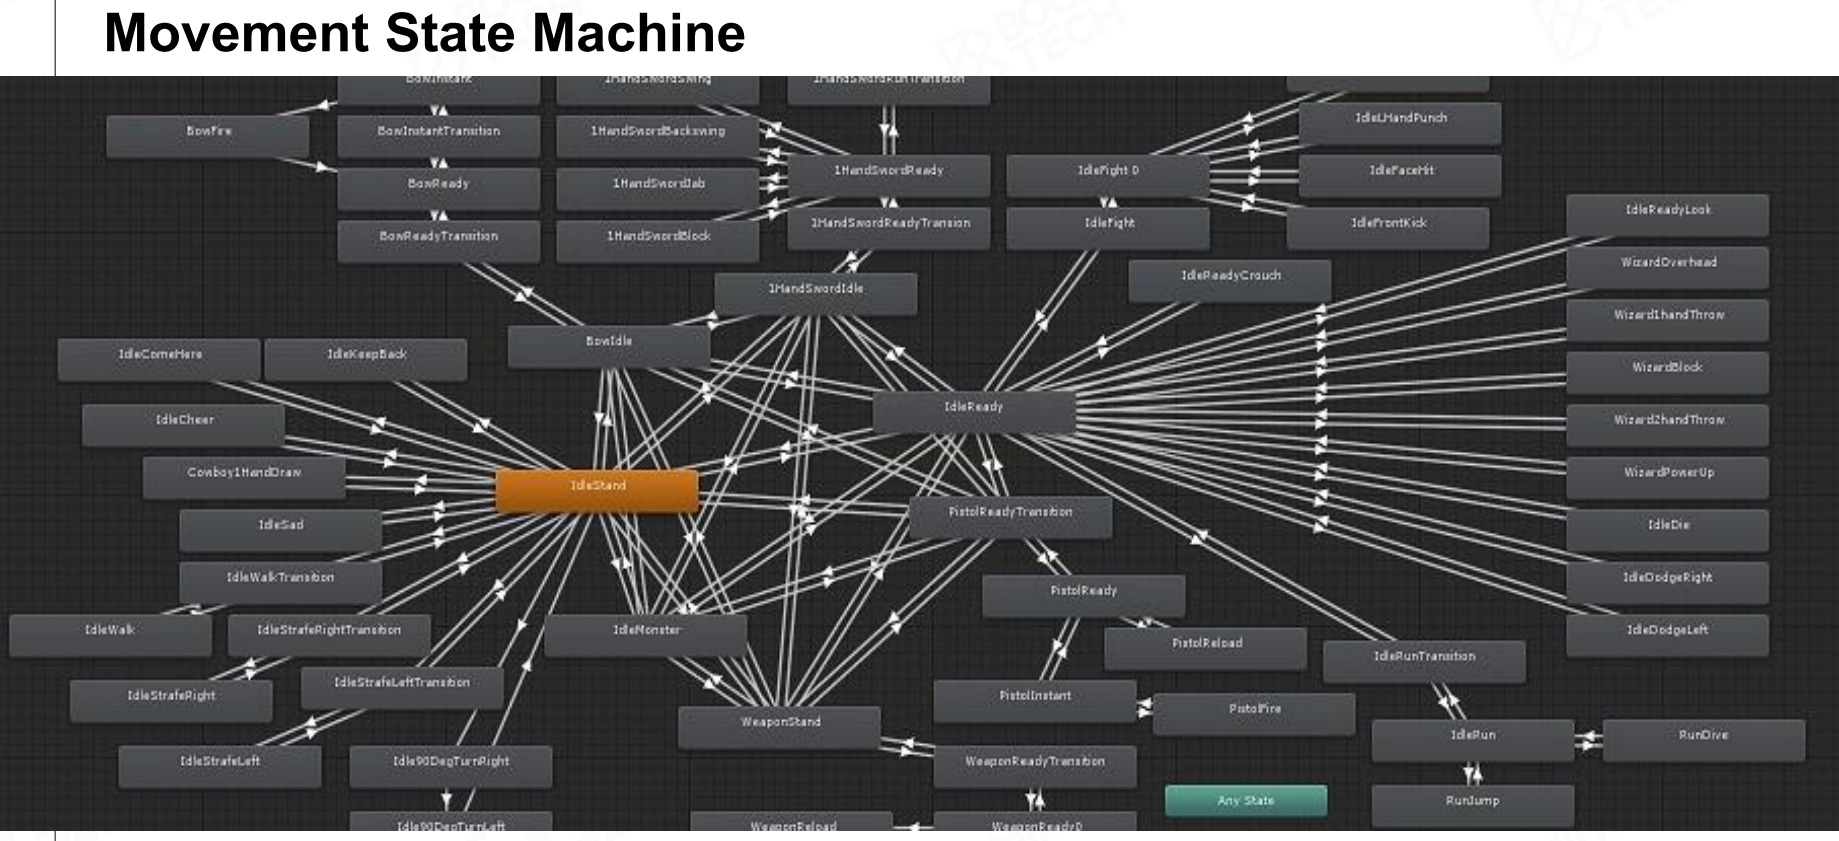 Movement State Machine
BowInstant
1HandSwordSwing
1HandSwordRunTransition
BowFire
BowInstantTransition
1HandSwordBackswing
IdleLHandPunch
BowReady
1HandSwordJab
1HandSwordReady
IdleFight 0
IdleFaceHit
BowReadyTransition
1HandSwordBlock
1HandSwordReadyTransion
IdleFight
IdleFrontKick
IdleReadyLook
WizardOverhead
IdleReadyCrouch
1HandSwordIdle
Wizard1handThrow
BowIdle
IdleComeHere
IdleKeepBack
WizardBlock
IdleReady
IdleCheer
Wizard2handThrow
Cowboy1HandDraw
IdleStand
WizardPowerUp
IdleSad
PistolReadyTransition
IdleDie
IdleWalkTransition
PistolReady
IdleDodgeRight
IdleWalk
IdleStrafeRightTransition
IdleMonster
PistolReload
IdleRunTransition
IdleDodgeLeft
IdleStrafeRight
IdleStrafeLeftTransition
PistolInstant
PistolFire
WeaponStand
IdleRun
RunDive
IdleStrafeLeft
Idle90DegTurnRight
WeaponReadyTransition
Any State
RunJump
Idle90DegTurnLeft
WeaponReload
WeaponReady0